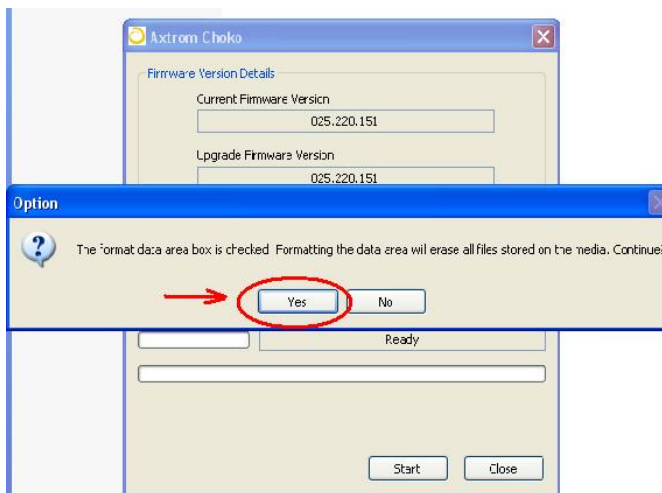 Axtrom Choko
Firmware Version Details
Current Firmware Version
025.220.151
Upgrade Firmware Version
025.220.151
Option
The format data area box is checked. Formatting the data area will erase all files stored on the media. Continue?
Yes No
Ready
Start Close